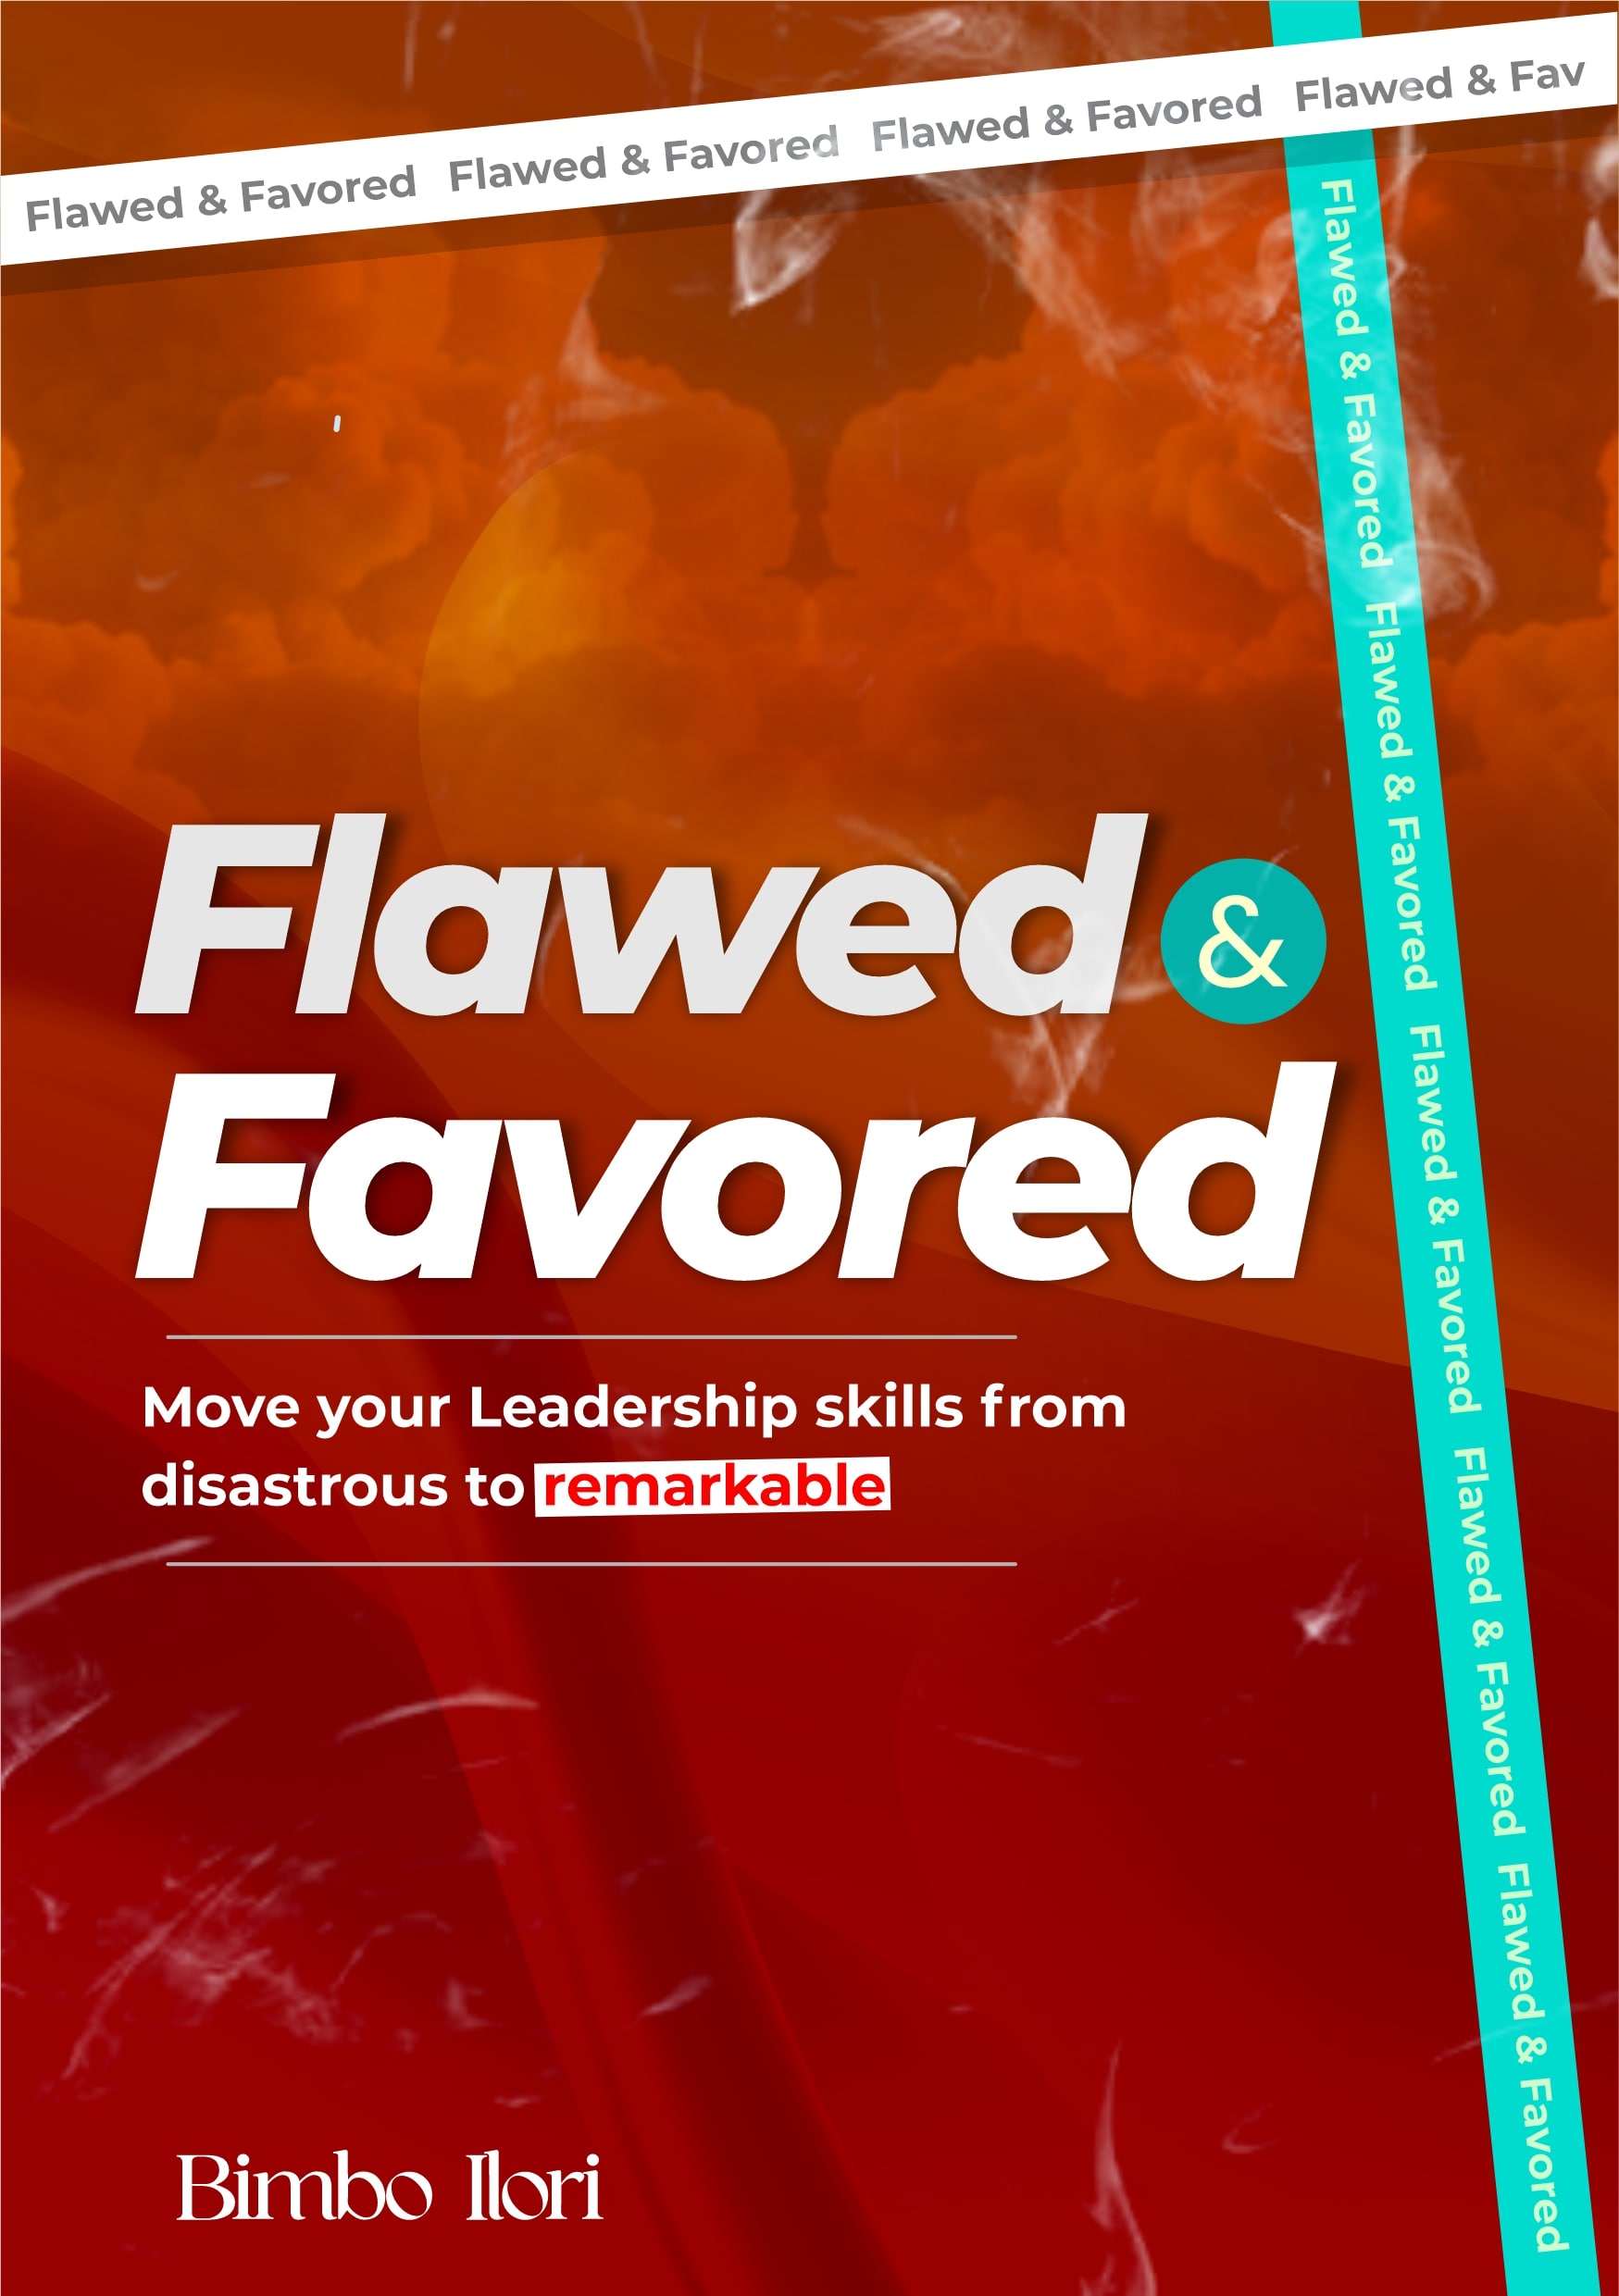 Flawed & Favored Flawed & Favored Flawed & Favored Flawed & Fav
Flawed & Favored Flawed & Favored Flawed & Favored Flawed & Favored Flawed & Favored
Flawed &
Favored
Move your Leadership skills from
disastrous to remarkable
Bimbo Ilori